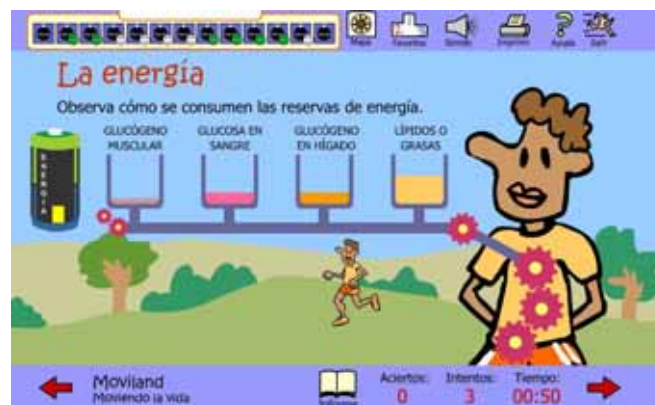 Mapa
Favoritos
Sonido
Imprimir
Ayuda
Salir
La energía
Observa cómo se consumen las reservas de energía.
GLUCÓGENO
MUSCULAR
GLUCOSA EN
SANGRE
GLUCÓGENO
EN HÍGADO
LÍPIDOS O
GRASAS
ENERGIA
Moviland
Moviendo la vida
Aciertos:
0
Intentos:
3
Tiempo:
00:50